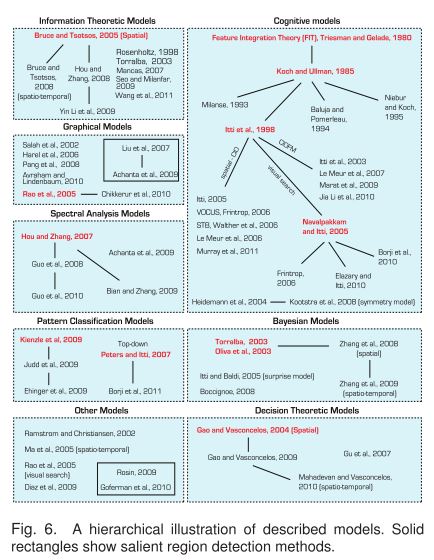 Information Theoretic Models
Bruce and Tsotsos, 2005 (Spatial)
Bruce and
Tsotsos,
2008
(spatio-temporal)
Hou and
Zhang, 2008
Rosenholtz, 1998
Torralba, 2003
Mancas, 2007
Seo and Milanfar,
2009
Wang et al., 2011
Yin Li et al., 2009
Graphical Models
Salah et al., 2002
Harel et al., 2006
Pang et al., 2008
Avraham and
Lindenbaum, 2010
Rao et al., 2005
Liu et al., 2007
Achanta et al., 2009
Chikkerur et al., 2010
Spectral Analysis Models
Hou and Zhang, 2007
Guo et al., 2008
Guo et al., 2010
Achanta et al., 2009
Bian and Zhang, 2009
Pattern Classification Models
Kienzle et al, 2009
Judd et al., 2009
Ehinger et al., 2009
Top-down
Peters and Itti, 2007
Borji et al., 2011
Other Models
Ramstrom and Christiansen, 2002
Ma et al., 2005 (spatio-temporal)
Rao et al., 2005
(visual search)
Diaz et al., 2009
Rosin, 2009
Goferman et al., 2010
Cognitive models
Feature Integration Theory (FIT), Triesman and Gelade, 1980
Koch and Ullman, 1985
Milanse, 1993
Baluja and
Pomerleau,
1994
Niebur
and Koch,
1995
Itti et al., 1998
spatial - OD
ODFM
visual search
Itti et al., 2003
Le Meur et al., 2007
Marat et al., 2009
Jia Li et al., 2010
Itti, 2005
VOCUS, Frintrop, 2006
STB, Walther et al., 2006
Le Meur et al., 2006
Murray et al., 2011
Navalpakkam
and Itti, 2005
Frintrop,
2006
Elazary and
Itti, 2010
Borji et al.,
2010
Heidemann et al., 2004
Kootstra et al., 2008 (symmetry model)
Bayesian Models
Torralba, 2003
Oliva et al., 2003
Zhang et al., 2008
(spatial)
Itti and Baldi, 2005 (surprise model)
Boccignone, 2008
Zhang et al., 2009
(spatio-temporal)
Decision Theoretic Models
Gao and Vasconcelos, 2004 (Spatial)
Gao and Vasconcelos, 2009
Gu et al., 2007
Mahadevan and Vasconcelos,
2010 (spatio-temporal)
Fig. 6. A hierarchical illustration of described models. Solid
rectangles show salient region detection methods.